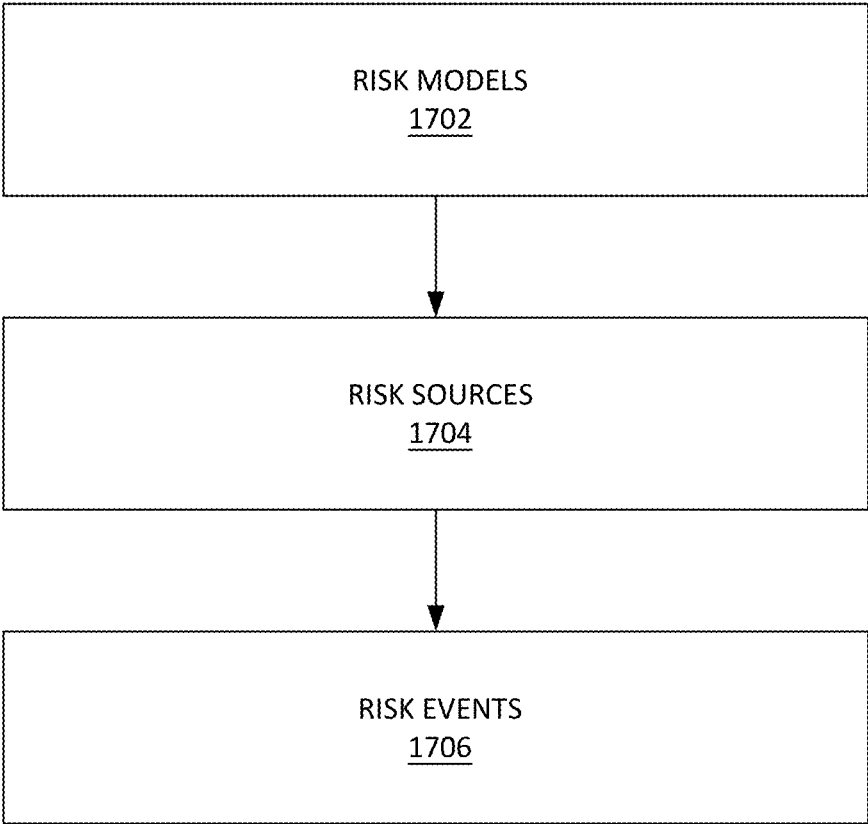 RISK MODELS
1702
RISK SOURCES
1704
RISK EVENTS
1706